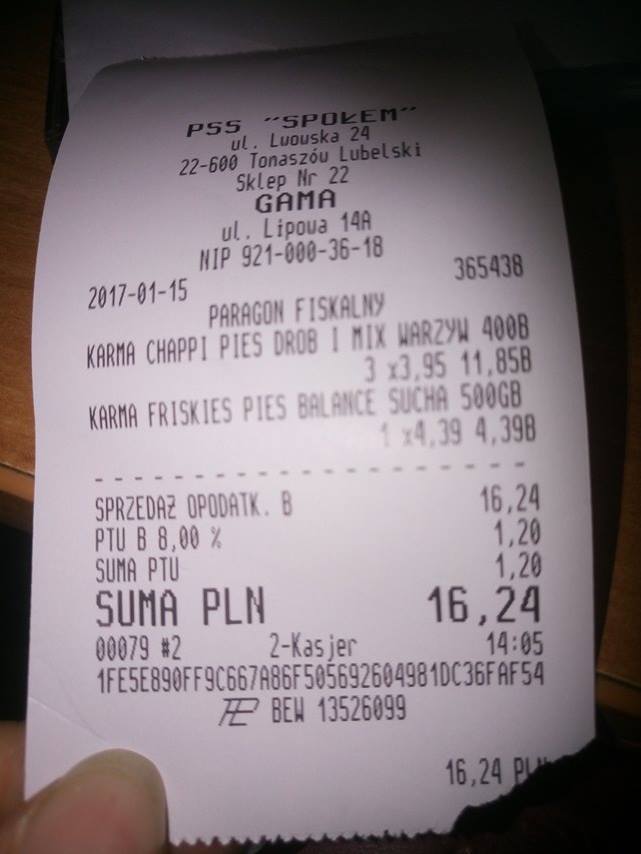 PSS "SPOŁEM"
ul. Lwowska 24
22-600 Tomaszów Lubelski
Sklep Nr 22
GAMA
ul. Lipowa 14A
NIP 921-000-36-18
2017-01-15 365438
PARAGON FISKALNY
KARMA CHAPPI PIES DROB I MIX WARZYW 400B
3 x3,95 11,85B
KARMA FRISKIES PIES BALANCE SUCHA 500GB
1 x4,39 4,39B
SPRZEDAŻ OPODATK. B 16,24
PTU B 8,00 % 1,20
SUMA PTU 1,20
SUMA PLN 16,24
00079 #2 2-Kasjer 14:05
1FE5E890FF9C667A86F505692604981DC36FAF54
BEW 13526099
16,24 PLN